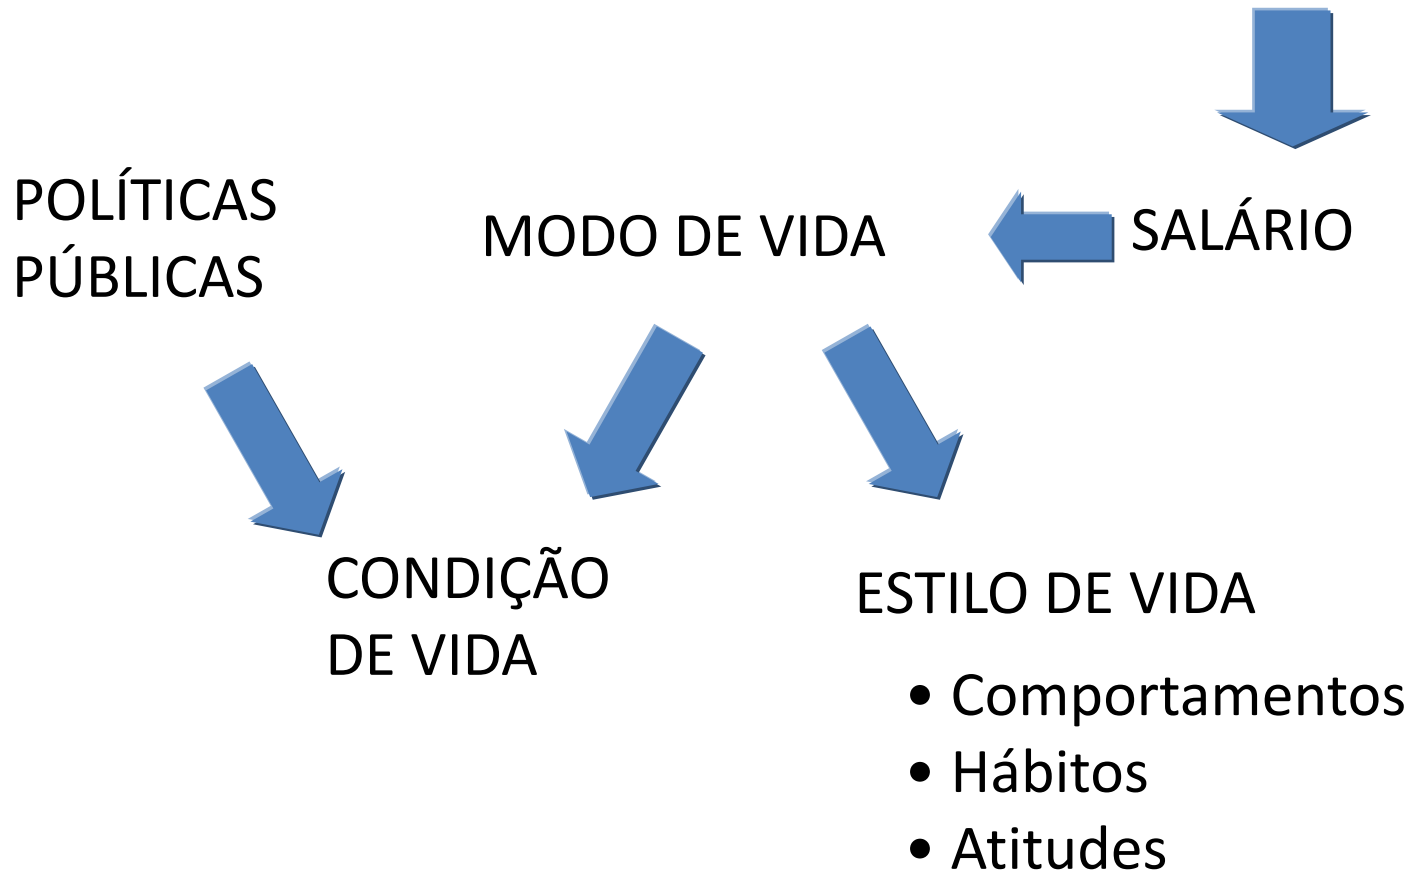 POLÍTICAS
PÚBLICAS
MODO DE VIDA
SALÁRIO
CONDIÇÃO
DE VIDA
ESTILO DE VIDA
• Comportamentos
• Hábitos
• Atitudes